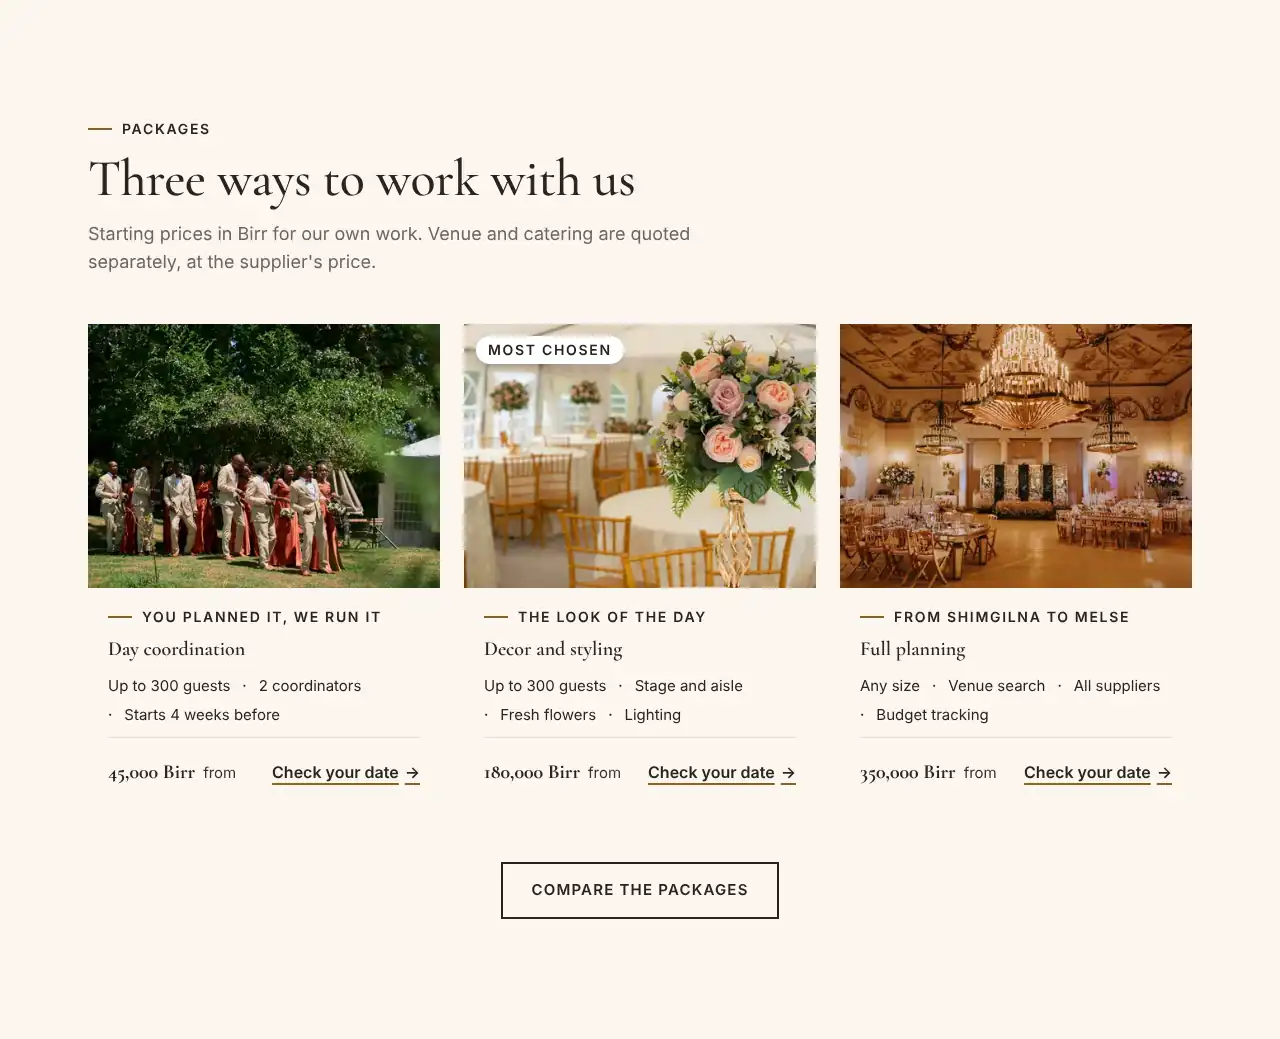 PACKAGES
Three ways to work with us
Starting prices in Birr for our own work. Venue and catering are quoted
separately, at the supplier's price.
MOST CHOSEN
YOU PLANNED IT, WE RUN IT
Day coordination
Up to 300 guests · 2 coordinators
· Starts 4 weeks before
45,000 Birr from Check your date →
THE LOOK OF THE DAY
Decor and styling
Up to 300 guests · Stage and aisle
· Fresh flowers · Lighting
180,000 Birr from Check your date →
FROM SHIMGILNA TO MELSE
Full planning
Any size · Venue search · All suppliers
· Budget tracking
350,000 Birr from Check your date →
COMPARE THE PACKAGES